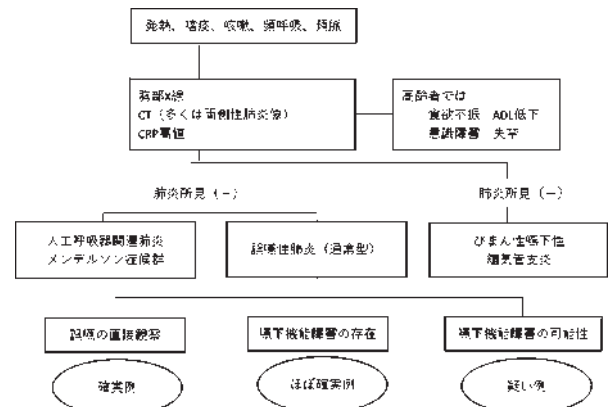 発熱、喀痰、咳嗽、頻呼吸、頻脈
胸部X線
CT（多くは両側性肺炎像）
CRP高値
高齢者では
食欲不振 ADL低下
意識障害 失禁
肺炎所見（－）
肺炎所見（－）
人工呼吸器関連肺炎
メンデルソン症候群
誤嚥性肺炎（通常型）
びまん性嚥下性
細気管支炎
誤嚥の直接観察
嚥下機能障害の存在
嚥下機能障害の可能性
確実例
ほぼ確実例
疑い例